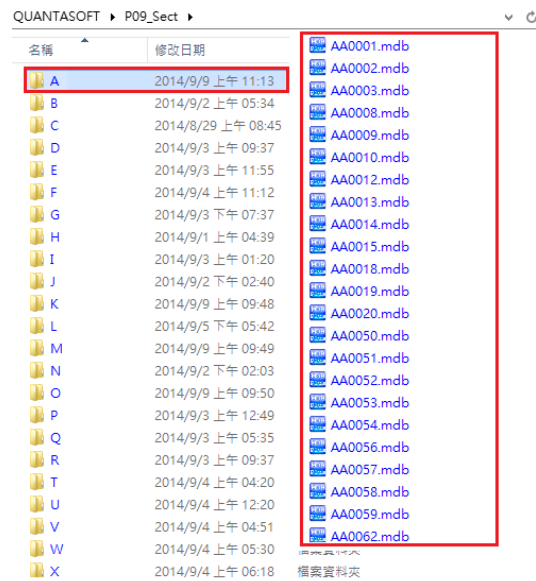 QUANTASOFT ▸ P09_Sect ▸
名稱 修改日期
A 2014/9/9 上午 11:13
B 2014/9/2 上午 05:34
C 2014/8/29 上午 08:45
D 2014/9/3 上午 09:37
E 2014/9/3 上午 11:55
F 2014/9/4 上午 11:12
G 2014/9/3 下午 07:37
H 2014/9/1 上午 04:39
I 2014/9/3 上午 01:20
J 2014/9/2 下午 02:40
K 2014/9/9 上午 09:48
L 2014/9/5 下午 05:42
M 2014/9/9 上午 09:49
N 2014/9/2 下午 02:03
O 2014/9/9 上午 09:50
P 2014/9/3 上午 12:49
Q 2014/9/3 上午 05:35
R 2014/9/3 上午 09:37
T 2014/9/4 上午 04:20
U 2014/9/4 上午 12:20
V 2014/9/4 上午 04:51
W 2014/9/4 上午 05:30
X 2014/9/4 上午 06:18 檔案資料夾
AA0001.mdb
AA0002.mdb
AA0003.mdb
AA0008.mdb
AA0009.mdb
AA0010.mdb
AA0012.mdb
AA0013.mdb
AA0014.mdb
AA0015.mdb
AA0018.mdb
AA0019.mdb
AA0020.mdb
AA0050.mdb
AA0051.mdb
AA0052.mdb
AA0053.mdb
AA0054.mdb
AA0056.mdb
AA0057.mdb
AA0058.mdb
AA0059.mdb
AA0062.mdb